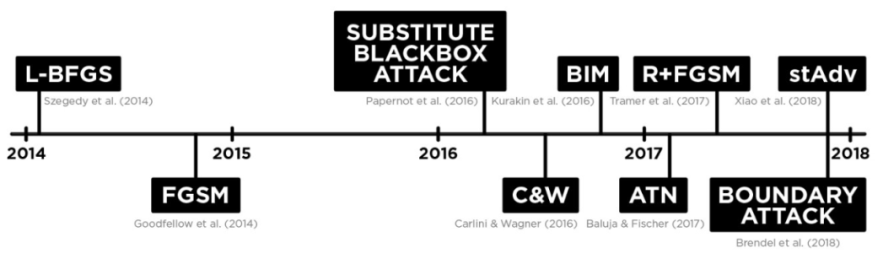 SUBSTITUTE
BLACKBOX
ATTACK
L-BFGS
BIM
R+FGSM
stAdv
Szegedy et al. (2014)
Papernot et al. (2016)
Kurakin et al. (2016)
Tramer et al. (2017)
Xiao et al. (2018)
2014
2015
2016
2017
2018
FGSM
C&W
ATN
BOUNDARY
ATTACK
Goodfellow et al. (2014)
Carlini & Wagner (2016)
Baluja & Fischer (2017)
Brendel et al. (2018)